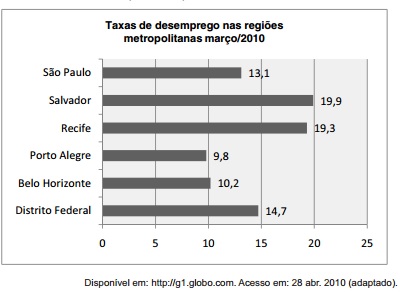 Taxas de desemprego nas regiões
metropolitanas março/2010
São Paulo 13,1
Salvador 19,9
Recife 19,3
Porto Alegre 9,8
Belo Horizonte 10,2
Distrito Federal 14,7
0 5 10 15 20 25
Disponível em: http://g1.globo.com. Acesso em: 28 abr. 2010 (adaptado).